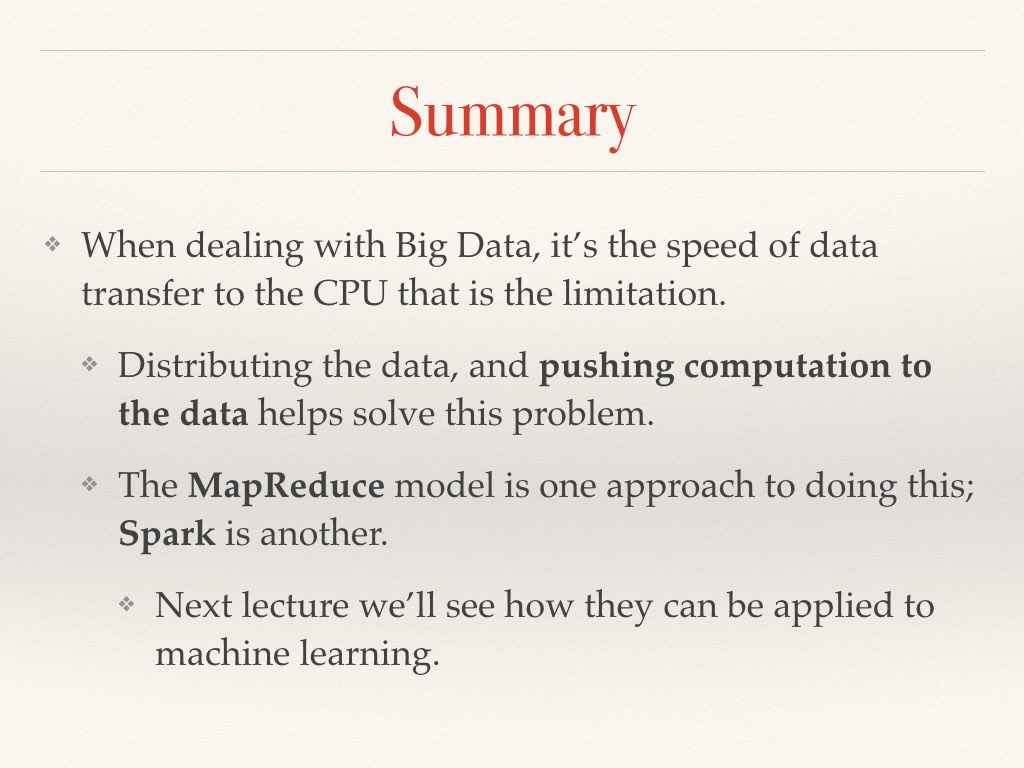 Summary
❖ When dealing with Big Data, it’s the speed of data
transfer to the CPU that is the limitation.
❖ Distributing the data, and pushing computation to
the data helps solve this problem.
❖ The MapReduce model is one approach to doing this;
Spark is another.
❖ Next lecture we’ll see how they can be applied to
machine learning.